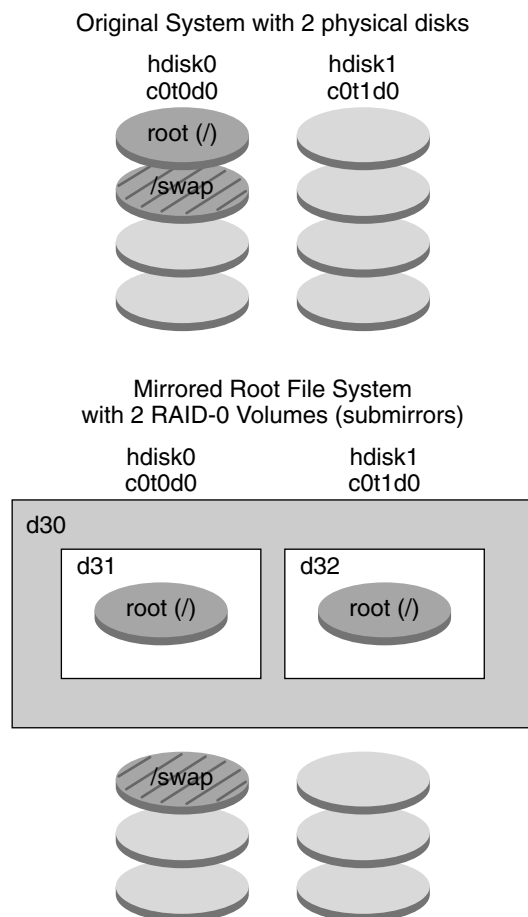 Original System with 2 physical disks
hdisk0
c0t0d0
hdisk1
c0t1d0
root (/)
/swap
Mirrored Root File System
with 2 RAID-0 Volumes (submirrors)
hdisk0
c0t0d0
hdisk1
c0t1d0
d30
d31
d32
root (/)
root (/)
/swap